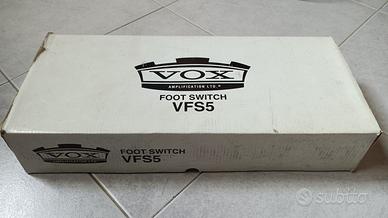 VOX
AMPLIFICATION LTD.®
FOOT SWITCH
VFS5
VOX
FOOT SWITCH
VFS5
subito